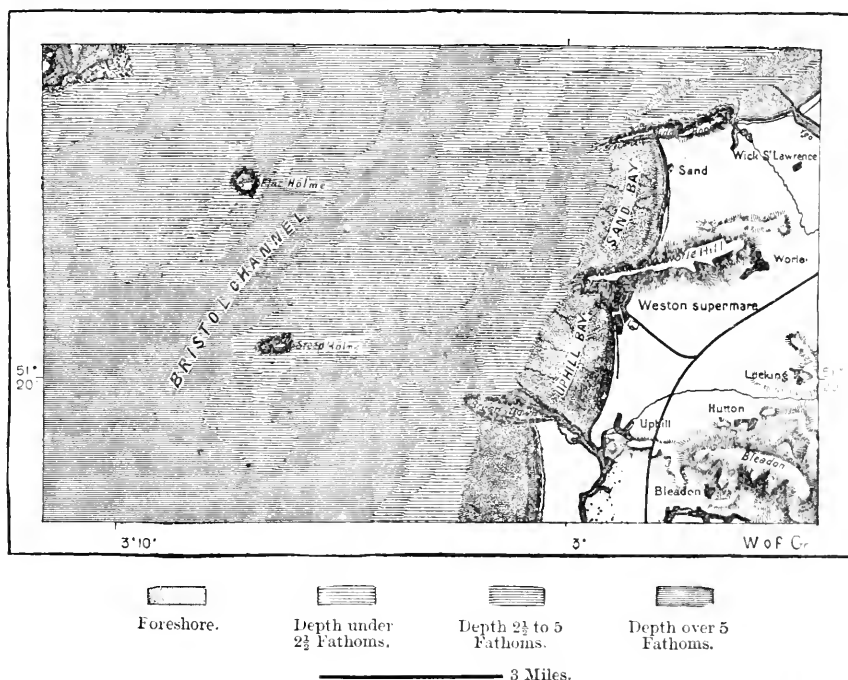 Wick St Lawrence
Sand
SAND BAY
Flat Holme
Worle Hill
Worle
BRISTOL CHANNEL
Weston supermare
Steep Holme
UPHILL BAY
51°
20
Locking
Hutton
Uphill
Bleadon
Bleadon
3°10'
3°
W of Gr
Foreshore.
Depth under
2½ Fathoms.
Depth 2½ to 5
Fathoms.
Depth over 5
Fathoms.
3 Miles.